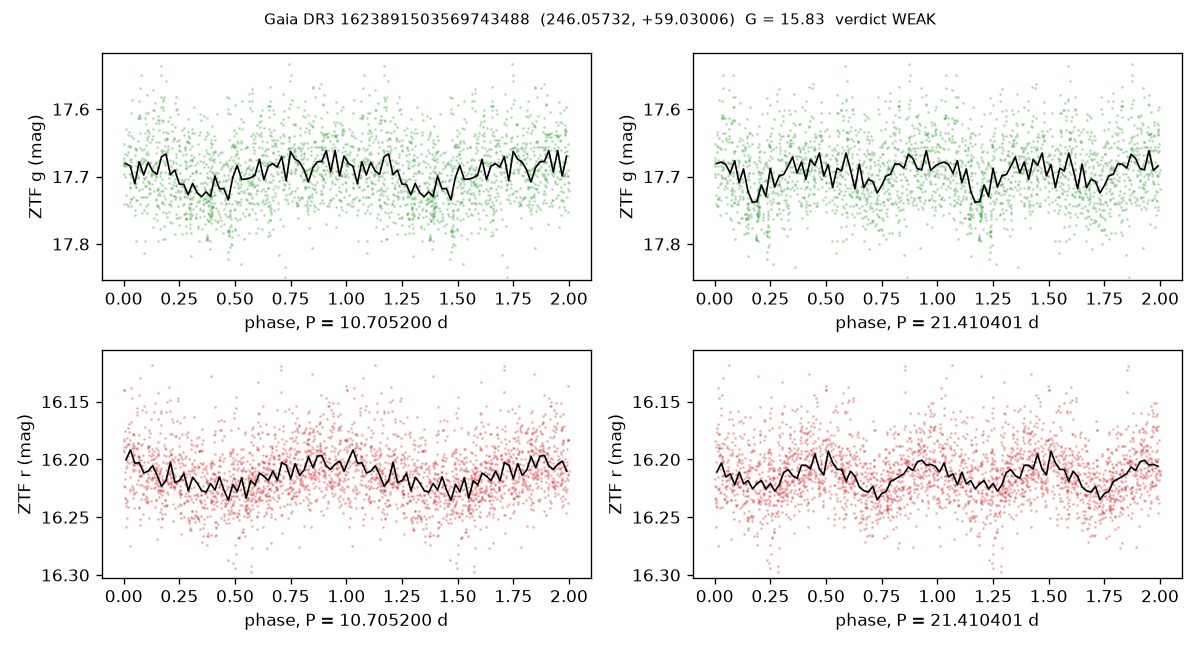 Gaia DR3 1623891503569743488 (246.05732, +59.03006) G = 15.83 verdict WEAK
ZTF g (mag)
17.6
17.7
17.8
0.00 0.25 0.50 0.75 1.00 1.25 1.50 1.75 2.00
phase, P = 10.705200 d
ZTF g (mag)
17.6
17.7
17.8
0.00 0.25 0.50 0.75 1.00 1.25 1.50 1.75 2.00
phase, P = 21.410401 d
ZTF r (mag)
16.15
16.20
16.25
16.30
0.00 0.25 0.50 0.75 1.00 1.25 1.50 1.75 2.00
phase, P = 10.705200 d
ZTF r (mag)
16.15
16.20
16.25
16.30
0.00 0.25 0.50 0.75 1.00 1.25 1.50 1.75 2.00
phase, P = 21.410401 d